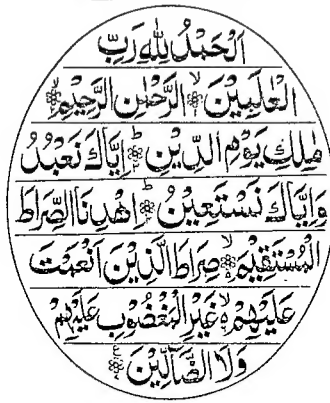 اَلْحَمْدُ لِلّٰهِ رَبِّ
الْعٰلَمِيْنَ ۙ الرَّحْمٰنِ الرَّحِيْمِ ۙ
مٰلِكِ يَوْمِ الدِّيْنِ ؕ اِيَّاكَ نَعْبُدُ
وَاِيَّاكَ نَسْتَعِيْنُ ؕ اِهْدِنَا الصِّرَاطَ
الْمُسْتَقِيْمَ ۙ صِرَاطَ الَّذِيْنَ اَنْعَمْتَ
عَلَيْهِمْ ۙ غَيْرِ الْمَغْضُوْبِ عَلَيْهِمْ
وَلَا الضَّآلِّيْنَ